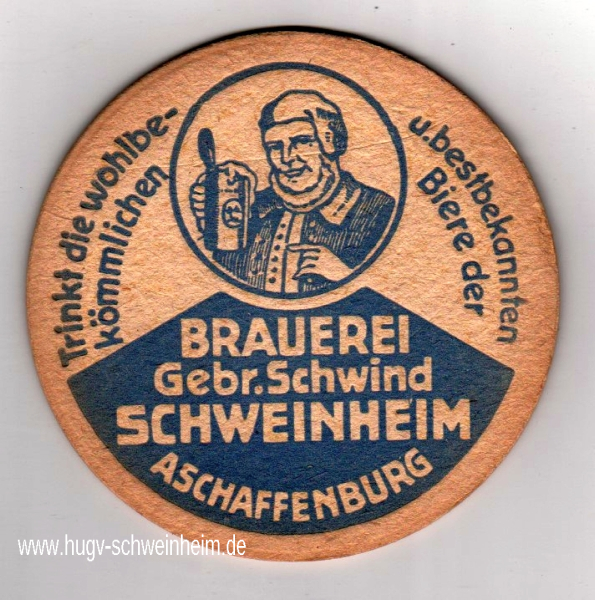 Trinkt die wohlbe-
kömmlichen
u. bestbekannten
Biere der
BRAUEREI
Gebr. Schwind
SCHWEINHEIM
ASCHAFFENBURG
www.hugv-schweinheim.de